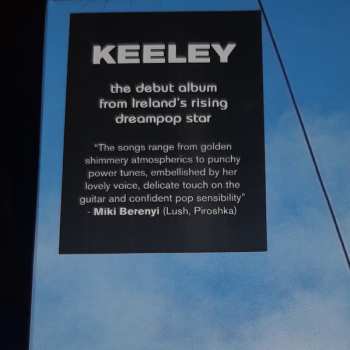 KEELEY
the debut album
from Ireland's rising
dreampop star
"The songs range from golden
shimmery atmospherics to punchy
power tunes, embellished by her
lovely voice, delicate touch on the
guitar and confident pop sensibility"
- Miki Berenyi (Lush, Piroshka)